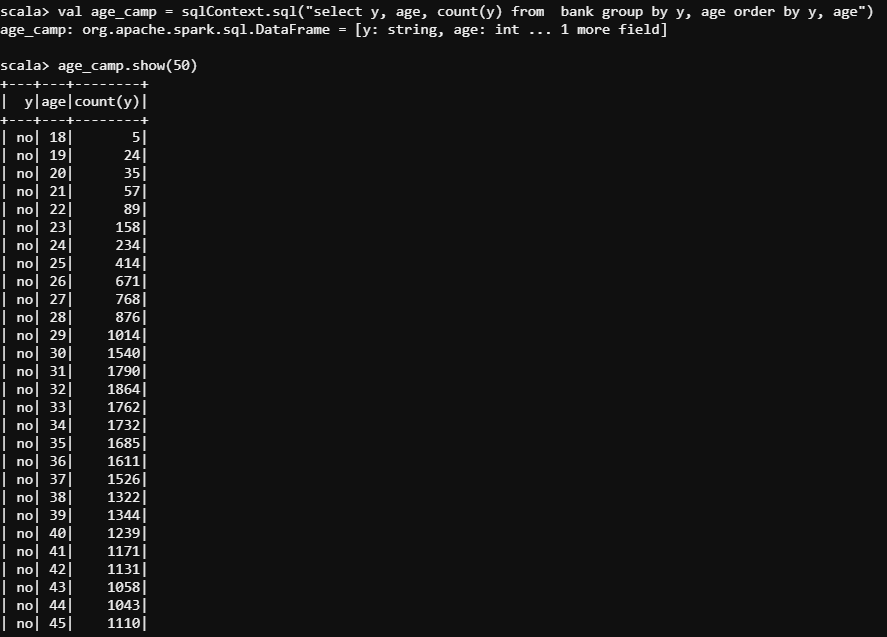 scala> val age_camp = sqlContext.sql("select y, age, count(y) from  bank group by y, age order by y, age")
age_camp: org.apache.spark.sql.DataFrame = [y: string, age: int ... 1 more field]
scala> age_camp.show(50)
+---+---+--------+
|  y|age|count(y)|
+---+---+--------+
| no| 18|       5|
| no| 19|      24|
| no| 20|      35|
| no| 21|      57|
| no| 22|      89|
| no| 23|     158|
| no| 24|     234|
| no| 25|     414|
| no| 26|     671|
| no| 27|     768|
| no| 28|     876|
| no| 29|    1014|
| no| 30|    1540|
| no| 31|    1790|
| no| 32|    1864|
| no| 33|    1762|
| no| 34|    1732|
| no| 35|    1685|
| no| 36|    1611|
| no| 37|    1526|
| no| 38|    1322|
| no| 39|    1344|
| no| 40|    1239|
| no| 41|    1171|
| no| 42|    1131|
| no| 43|    1058|
| no| 44|    1043|
| no| 45|    1110|